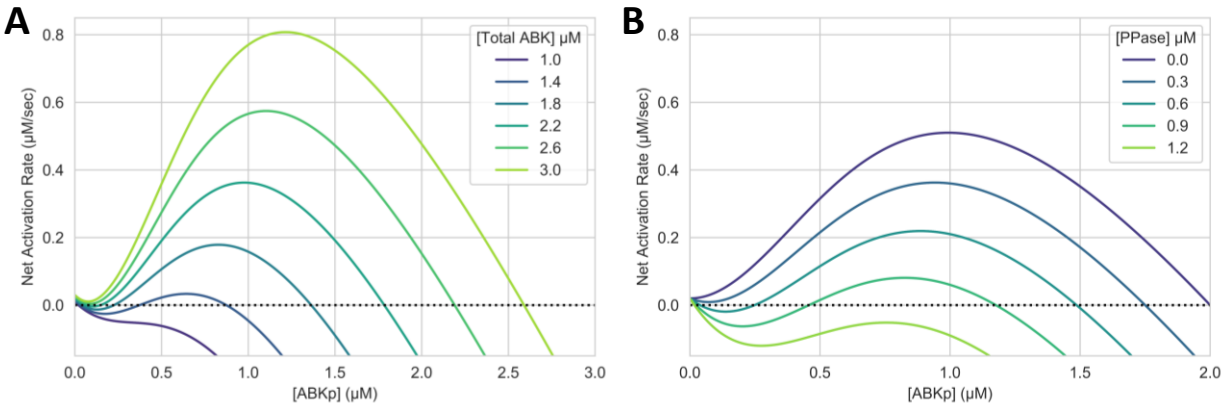 A
Net Activation Rate (μM/sec)
0.8
0.6
0.4
0.2
0.0
0.0 0.5 1.0 1.5 2.0 2.5 3.0
[ABKp] (μM)
[Total ABK] μM
1.0
1.4
1.8
2.2
2.6
3.0
B
Net Activation Rate (μM/sec)
0.8
0.6
0.4
0.2
0.0
0.0 0.5 1.0 1.5 2.0
[ABKp] (μM)
[PPase] μM
0.0
0.3
0.6
0.9
1.2